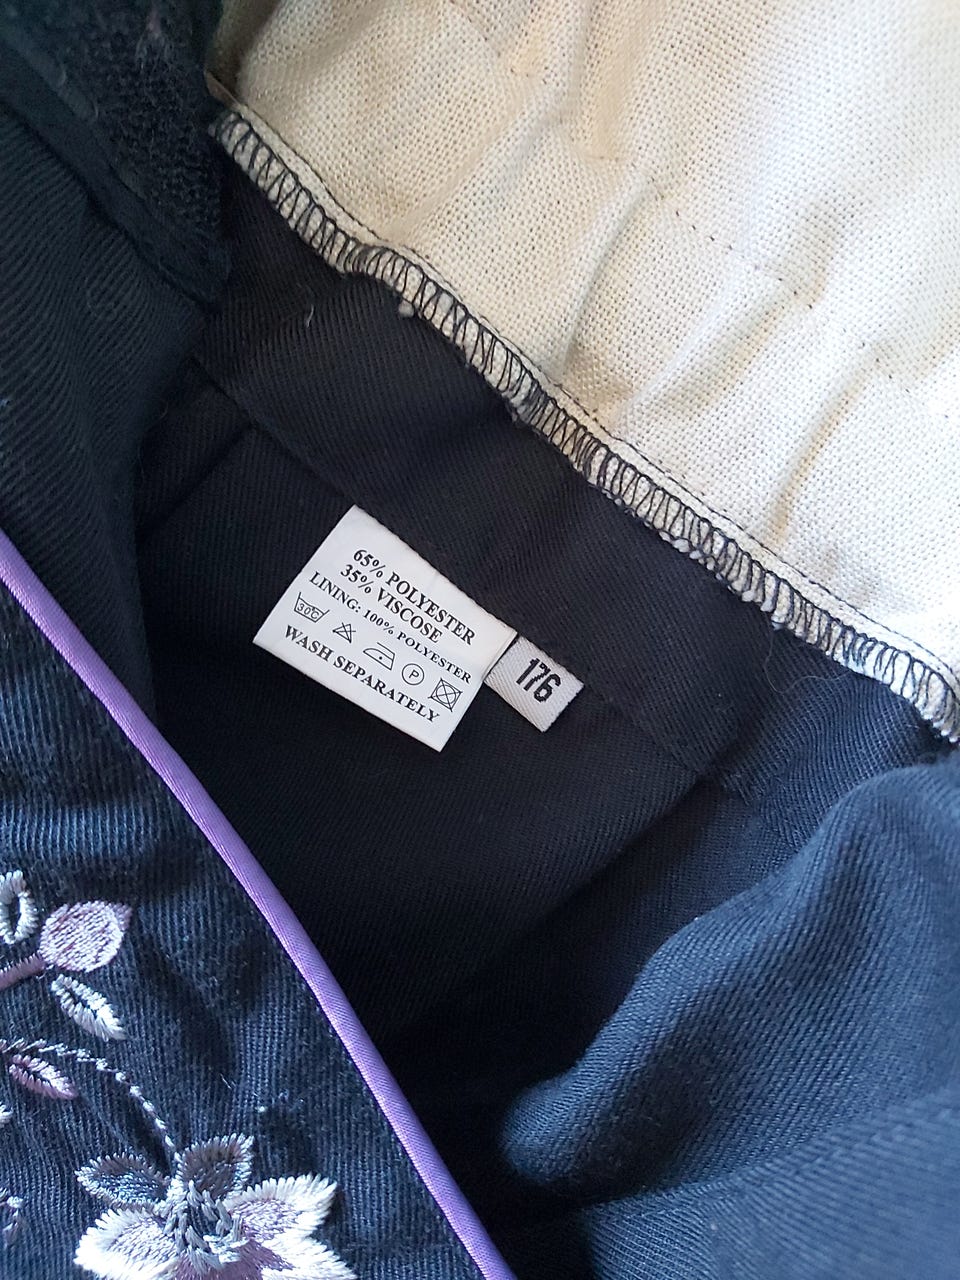 65% POLYESTER
35% VISCOSE
LINING: 100% POLYESTER
30°C P
WASH SEPARATELY
176